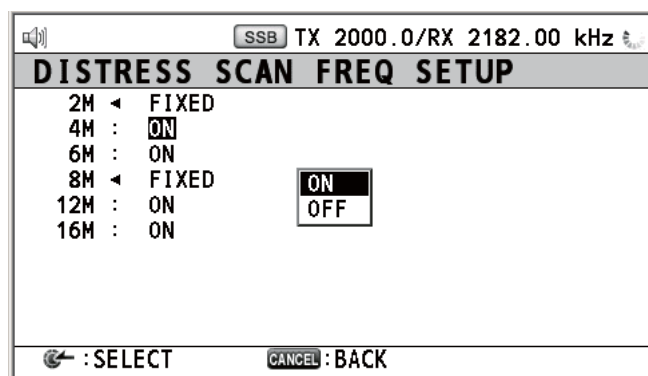 SSB TX 2000.0/RX 2182.00 kHz
DISTRESS SCAN FREQ SETUP
2M ◄ FIXED
4M : ON
6M : ON
8M ◄ FIXED
12M : ON
16M : ON
ON
OFF
:SELECT CANCEL:BACK